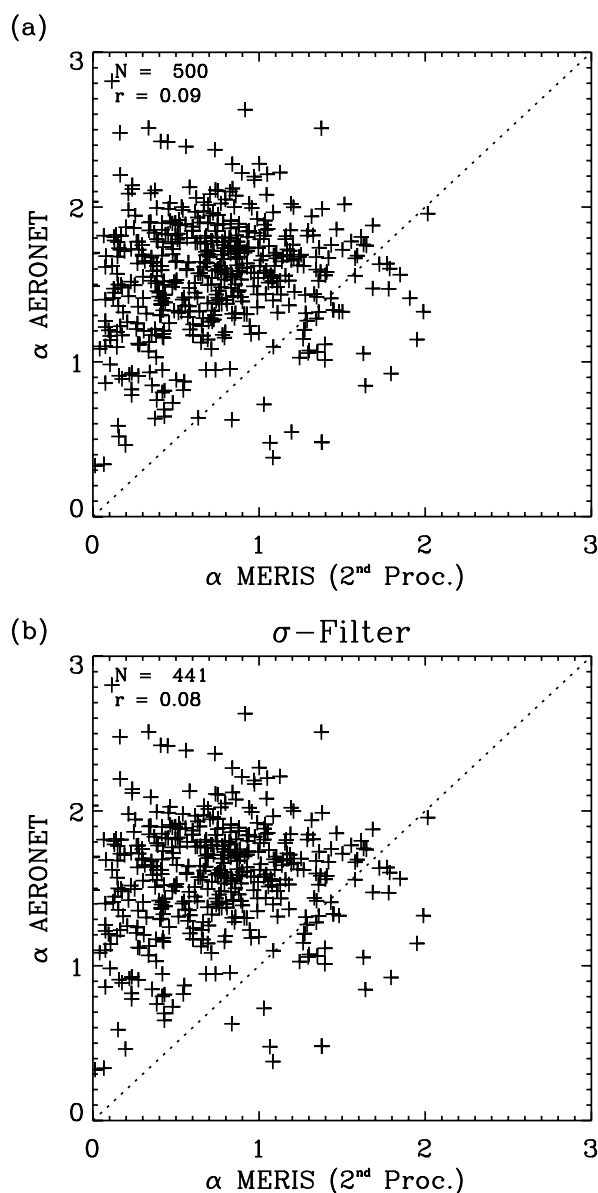 (a)
3
N = 500
r = 0.09
2
α AERONET
1
0
0 1 2 3
α MERIS (2nd Proc.)
(b)
σ-Filter
3
N = 441
r = 0.08
2
α AERONET
1
0
0 1 2 3
α MERIS (2nd Proc.)